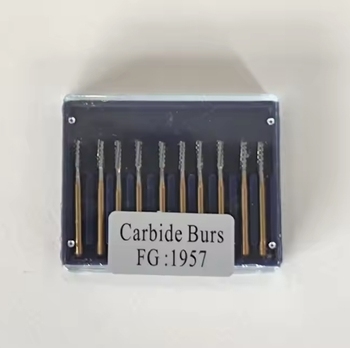 Carbide Burs
FG :1957